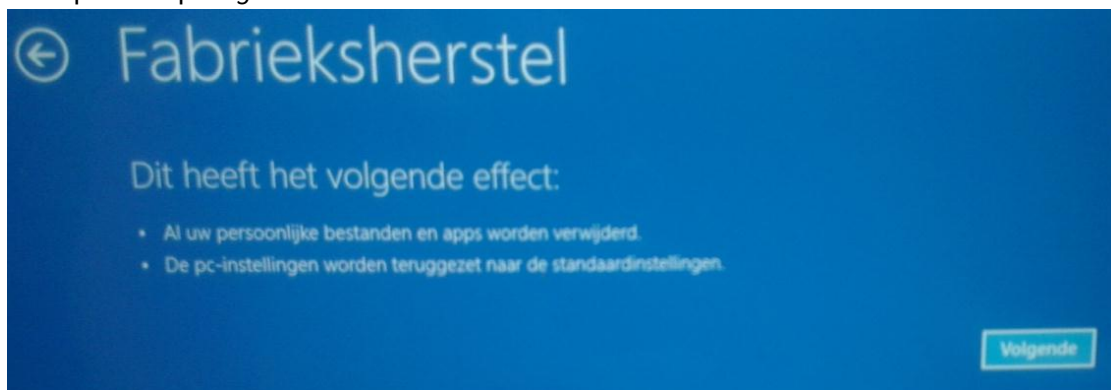 Fabrieksherstel
Dit heeft het volgende effect:
• Al uw persoonlijke bestanden en apps worden verwijderd.
• De pc-instellingen worden teruggezet naar de standaardinstellingen.
Volgende